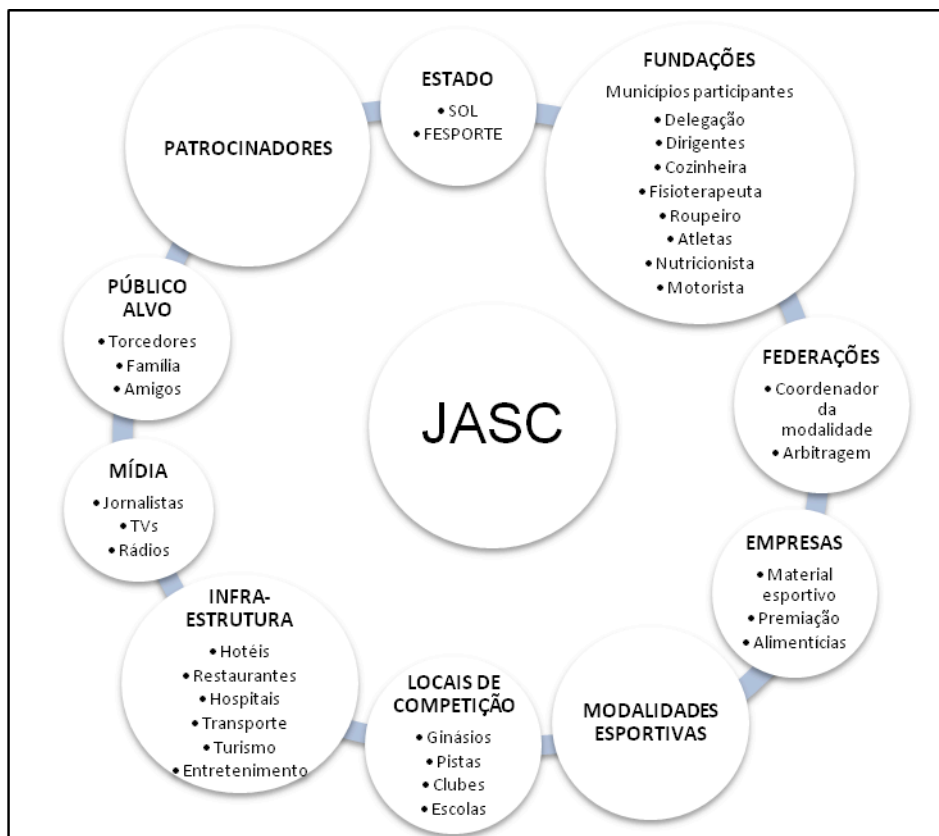 ESTADO
• SOL
• FESPORTE
FUNDAÇÕES
Municípios participantes
• Delegação
• Dirigentes
• Cozinheira
• Fisioterapeuta
• Roupeiro
• Atletas
• Nutricionista
• Motorista
FEDERAÇÕES
• Coordenador
da
modalidade
• Arbitragem
EMPRESAS
• Material
esportivo
• Premiação
• Alimentícias
MODALIDADES
ESPORTIVAS
LOCAIS DE
COMPETIÇÃO
• Ginásios
• Pistas
• Clubes
• Escolas
INFRA-
ESTRUTURA
• Hotéis
• Restaurantes
• Hospitais
• Transporte
• Turismo
• Entretenimento
MÍDIA
• Jornalistas
• TVs
• Rádios
PÚBLICO
ALVO
• Torcedores
• Família
• Amigos
PATROCINADORES
JASC